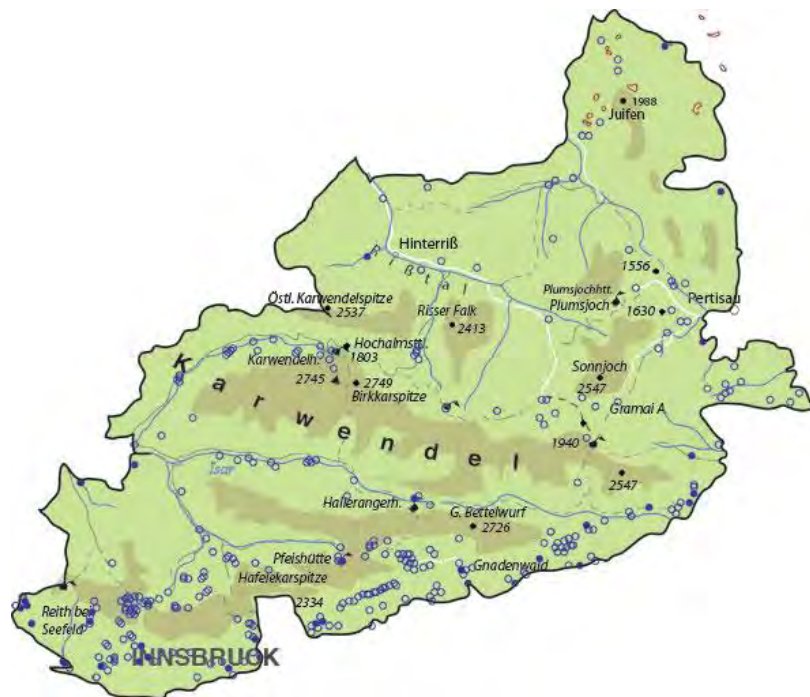 1988
Juifen
Hinterriß
Rißtal
1556
Plumsjochhtt.
Plumsjoch
Pertisau
1630
Östl. Karwendelspitze
2537
Risser Falk
2413
Hochalmsttl.
1803
Karwendelh.
2745
2749
Birkkarspitze
Sonnjoch
2547
Gramai A.
Karwendel
1940
2547
Isar
Hallerangerh.
G. Bettelwurf
2726
Pfeishütte
Gnadenwald
Hafelekarspitze
2334
Reith bei
Seefeld
INNSBRUCK